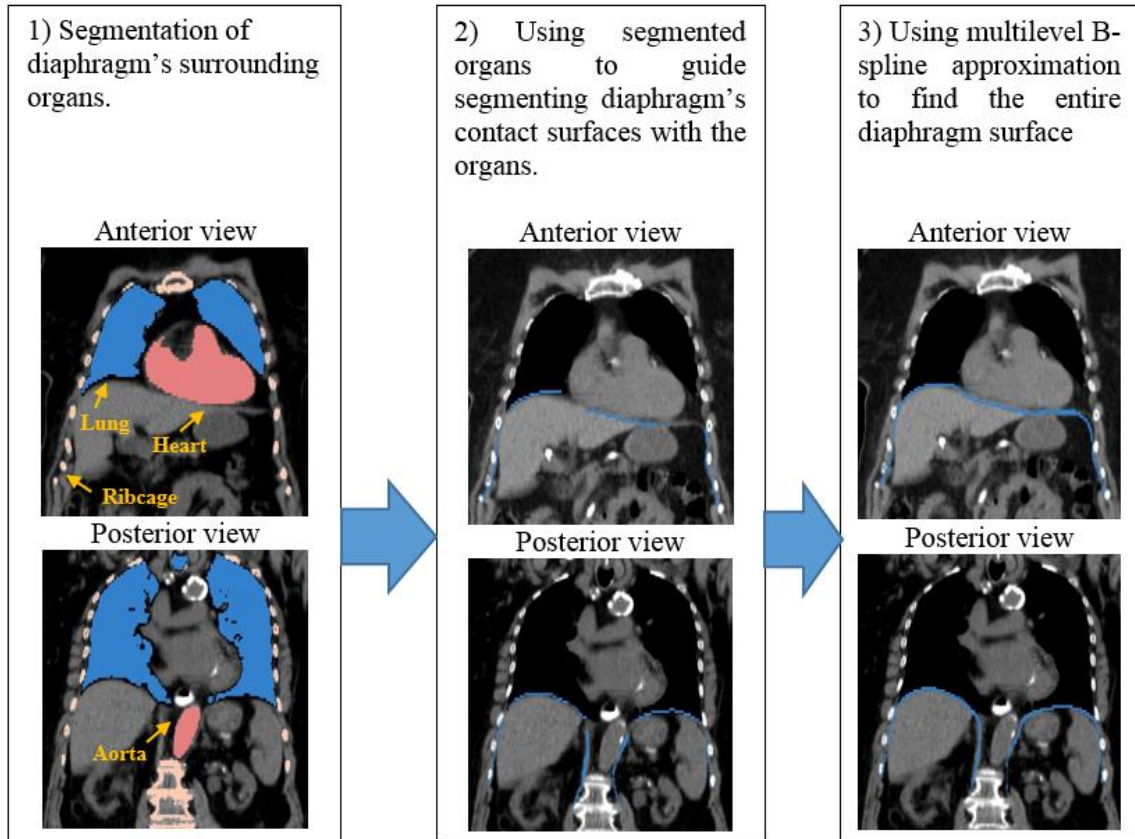 1) Segmentation of
diaphragm's surrounding
organs.
Anterior view
Lung
Heart
Ribcage
Posterior view
Aorta
2) Using segmented
organs to guide
segmenting diaphragm's
contact surfaces with the
organs.
Anterior view
Posterior view
3) Using multilevel B-
spline approximation
to find the entire
diaphragm surface
Anterior view
Posterior view